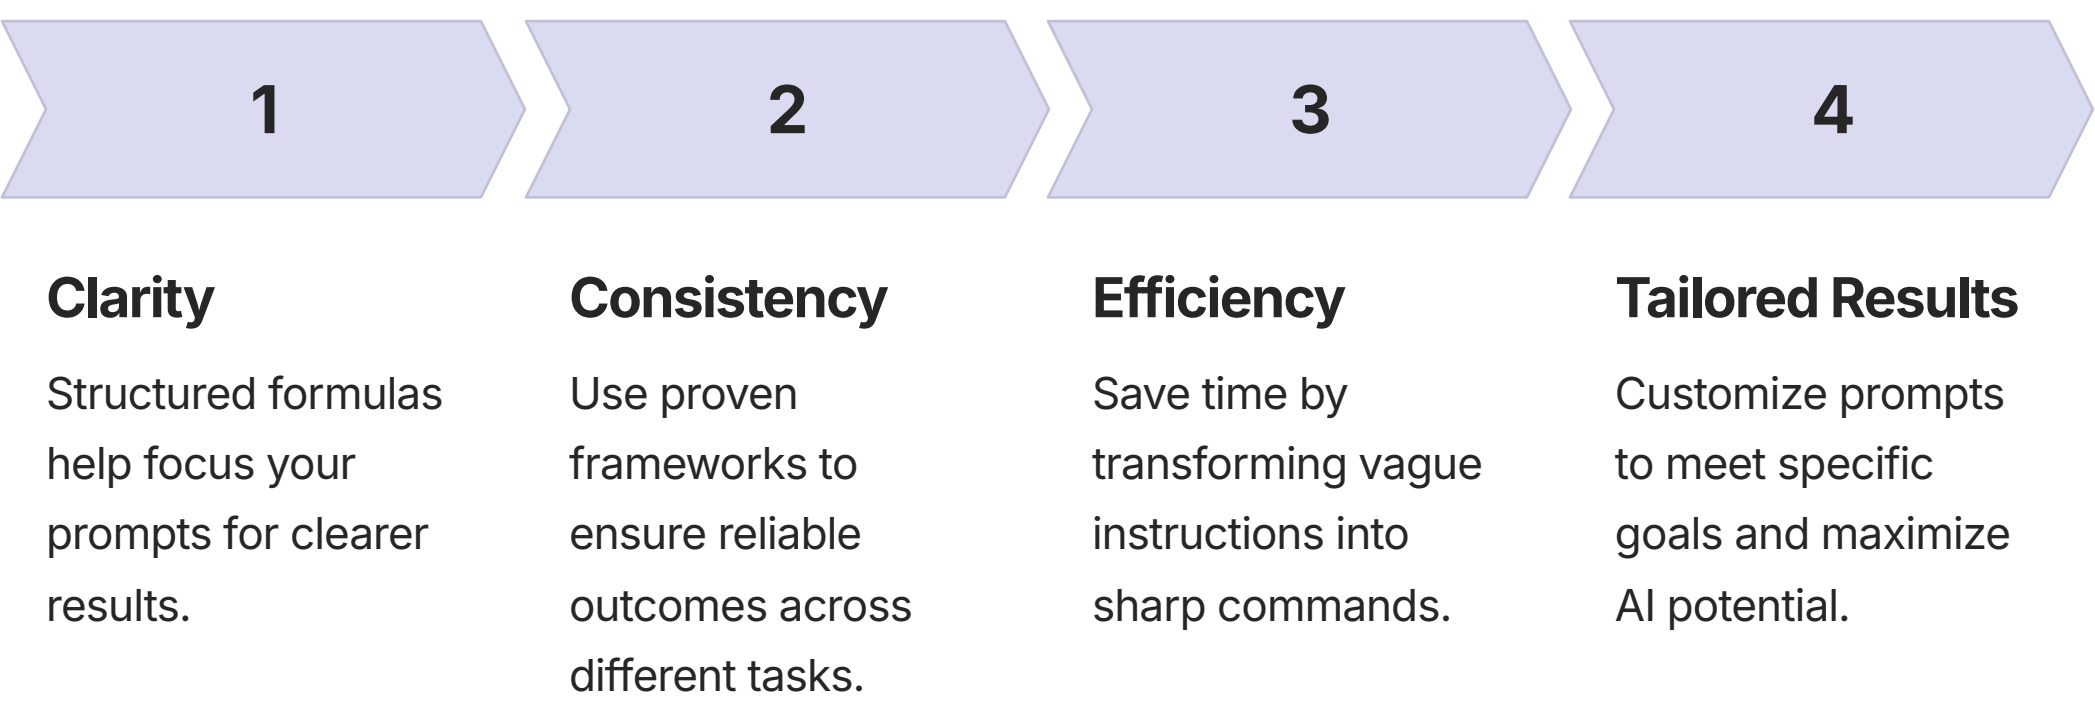 1
2
3
4
Clarity
Structured formulas
help focus your
prompts for clearer
results.
Consistency
Use proven
frameworks to
ensure reliable
outcomes across
different tasks.
Efficiency
Save time by
transforming vague
instructions into
sharp commands.
Tailored Results
Customize prompts
to meet specific
goals and maximize
AI potential.